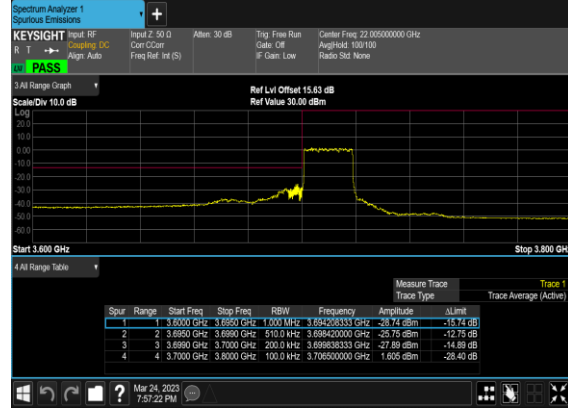 Spectrum Analyzer 1
Spurious Emissions
KEYSIGHT Input: RF Input Z: 50 Ω Atten: 30 dB Trig: Free Run Center Freq: 22.005000000 GHz
R T Coupling: DC Corr CCorr Gate: Off Avg|Hold: 100/100
Align: Auto Freq Ref: Int (S) IF Gain: Low Radio Std: None
PASS
3 All Range Graph
Ref Lvl Offset 15.63 dB
Scale/Div 10.0 dB Ref Value 30.00 dBm
Log
20.0
10.0
0.00
-10.0
-20.0
-30.0
-40.0
-50.0
-60.0
Start 3.600 GHz Stop 3.800 GH
4 All Range Table
Measure Trace Trace 1
Trace Type Trace Average (Active)
Spur Range Start Freq Stop Freq RBW Frequency Amplitude ΔLimit
1 1 3.6000 GHz 3.6950 GHz 1.000 MHz 3.694208333 GHz -28.74 dBm -15.74 dB
2 2 3.6950 GHz 3.6990 GHz 510.0 kHz 3.698420000 GHz -25.75 dBm -12.75 dB
3 3 3.6990 GHz 3.7000 GHz 200.0 kHz 3.699838333 GHz -27.89 dBm -14.89 dB
4 4 3.7000 GHz 3.8000 GHz 100.0 kHz 3.706500000 GHz 1.605 dBm -28.40 dB
? Mar 24, 2023
7:57:22 PM